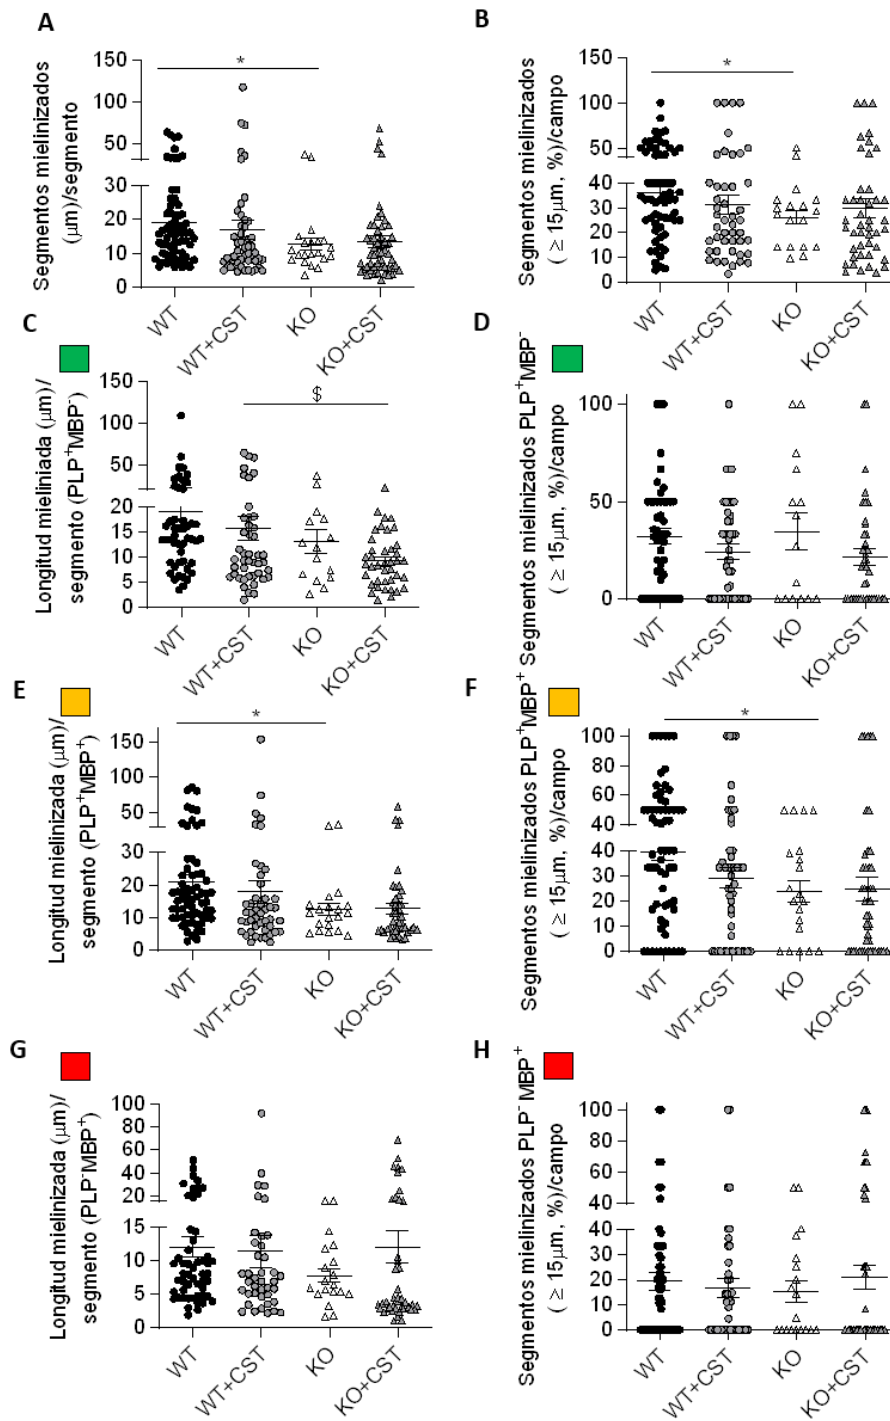 A
Segmentos mielinizados
(μm)/segmento
150
100
50
30
20
10
0
*
WT
WT+CST
KO
KO+CST
B
Segmentos mielinizados
( ≥ 15μm, %)/campo
150
100
50
40
30
20
10
0
*
WT
WT+CST
KO
KO+CST
C
Longitud mieliniada (μm)/
segmento (PLP⁺MBP⁻)
150
100
50
20
15
10
5
0
$
WT
WT+CST
KO
KO+CST
D
Segmentos mielinizados PLP⁺MBP⁻
( ≥ 15μm, %)/campo
100
50
0
WT
WT+CST
KO
KO+CST
E
Longitud mielinizada (μm)/
segmento (PLP⁺MBP⁺)
150
100
50
30
20
10
0
*
WT
WT+CST
KO
KO+CST
F
Segmentos mielinizados PLP⁺MBP⁺
( ≥ 15μm, %)/campo
100
80
60
40
40
30
20
10
0
*
WT
WT+CST
KO
KO+CST
G
Longitud mielinizada (μm)/
segmento (PLP⁻MBP⁺)
100
80
60
40
20
15
10
5
0
WT
WT+CST
KO
KO+CST
H
Segmentos mielinizados PLP⁻ MBP⁺
( ≥ 15μm, %)/campo
100
80
60
40
30
20
10
0
WT
WT+CST
KO
KO+CST